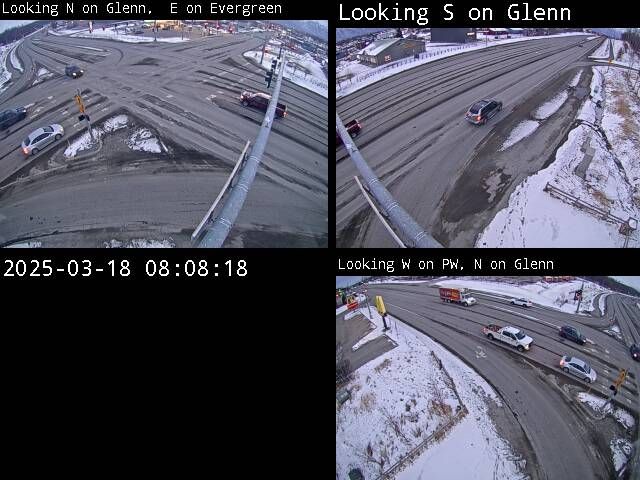 Looking N on Glenn,  E on Evergreen
Looking S on Glenn
2025-03-18 08:08:18
Looking W on PW, N on Glenn